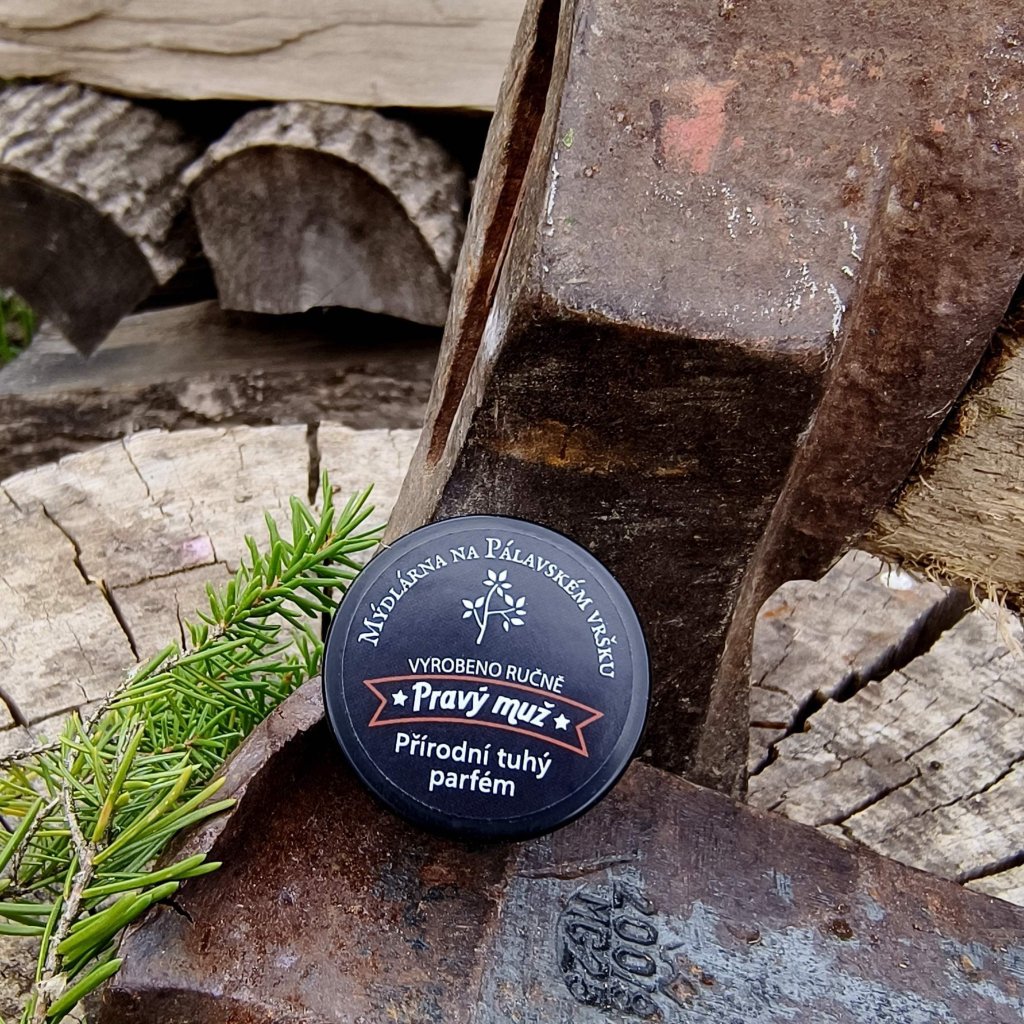 Mýdlárna na Pálavském vršku
VYROBENO RUČNĚ
Pravý muž
Přírodní tuhý
parfém